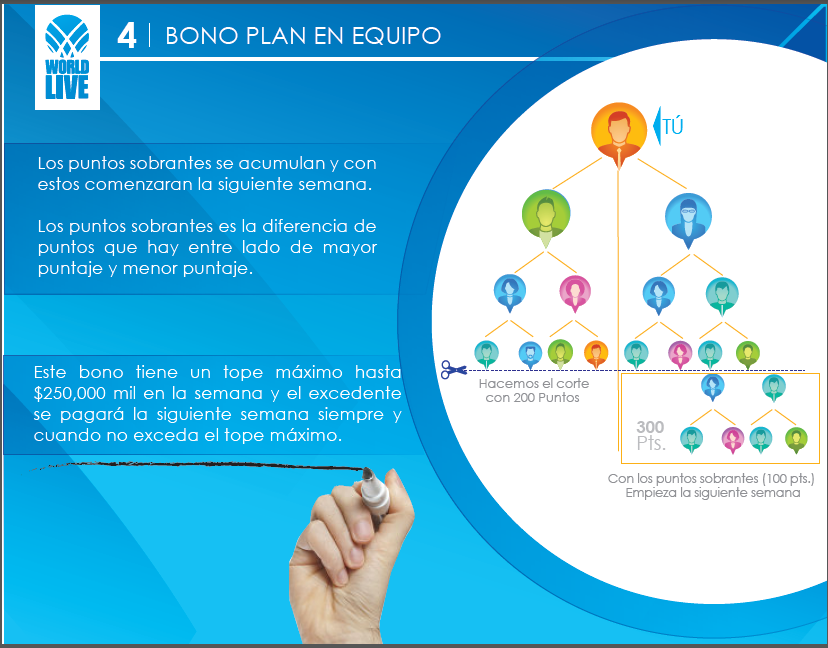 WORLD
LIVE
4 | BONO PLAN EN EQUIPO
TÚ
Los puntos sobrantes se acumulan y con
estos comenzaran la siguiente semana.
Los puntos sobrantes es la diferencia de
puntos que hay entre lado de mayor
puntaje y menor puntaje.
Este bono tiene un tope máximo hasta
$250,000 mil en la semana y el excedente
se pagará la siguiente semana siempre y
cuando no exceda el tope máximo.
Hacemos el corte
con 200 Puntos
300
Pts.
Con los puntos sobrantes (100 pts.)
Empieza la siguiente semana